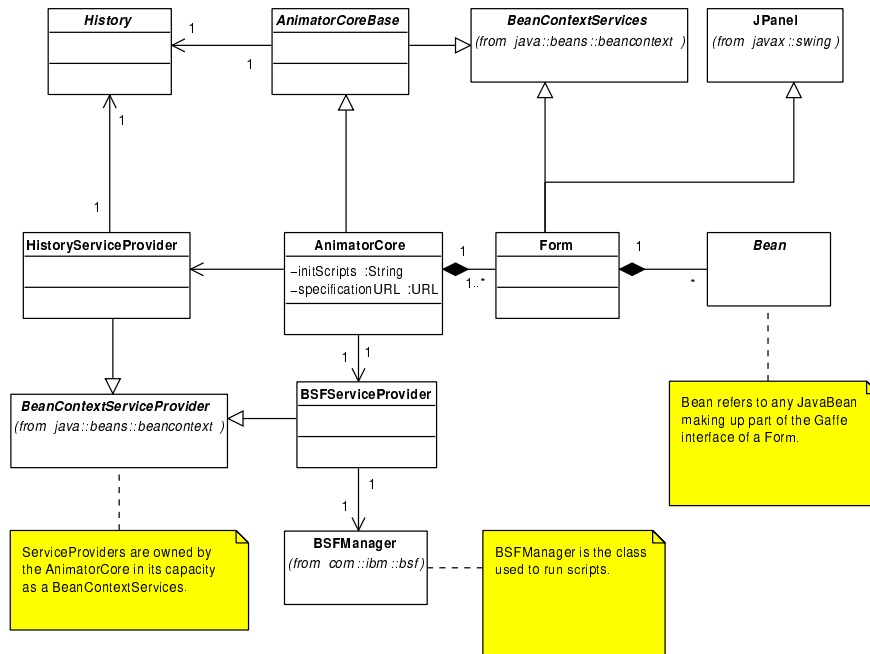 History
AnimatorCoreBase
BeanContextServices
(from java::beans::beancontext )
JPanel
(from javax::swing)
1
1
1
1
HistoryServiceProvider
AnimatorCore
–initScripts :String
–specificationURL :URL
1
1..*
Form
1
*
Bean
1
1
BeanContextServiceProvider
(from java::beans::beancontext )
BSFServiceProvider
Bean refers to any JavaBean
making up part of the Gaffe
interface of a Form.
1
1
ServiceProviders are owned by
the AnimatorCore in its capacity
as a BeanContextServices.
BSFManager
(from com::ibm::bsf)
BSFManager is the class
used to run scripts.